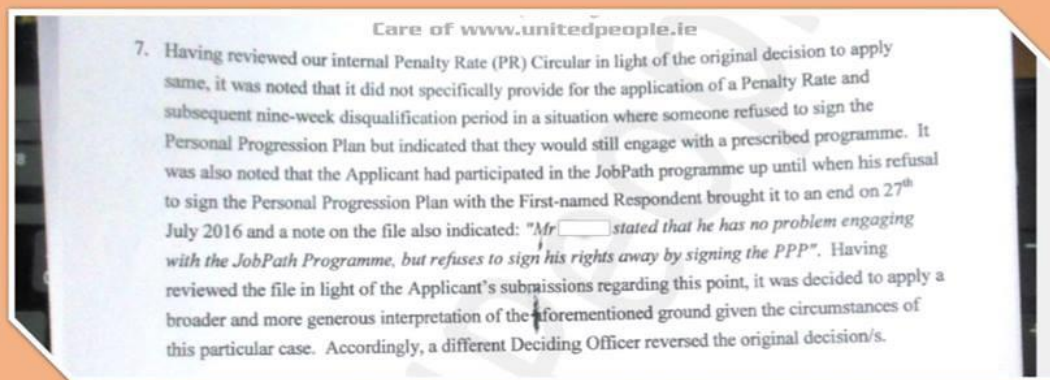 Care of www.unitedpeople.ie
7. Having reviewed our internal Penalty Rate (PR) Circular in light of the original decision to apply
same, it was noted that it did not specifically provide for the application of a Penalty Rate and
subsequent nine-week disqualification period in a situation where someone refused to sign the
Personal Progression Plan but indicated that they would still engage with a prescribed programme. It
was also noted that the Applicant had participated in the JobPath programme up until when his refusal
to sign the Personal Progression Plan with the First-named Respondent brought it to an end on 27th
July 2016 and a note on the file also indicated: "Mr stated that he has no problem engaging
with the JobPath Programme, but refuses to sign his rights away by signing the PPP". Having
reviewed the file in light of the Applicant's submissions regarding this point, it was decided to apply a
broader and more generous interpretation of the aforementioned ground given the circumstances of
this particular case. Accordingly, a different Deciding Officer reversed the original decision/s.